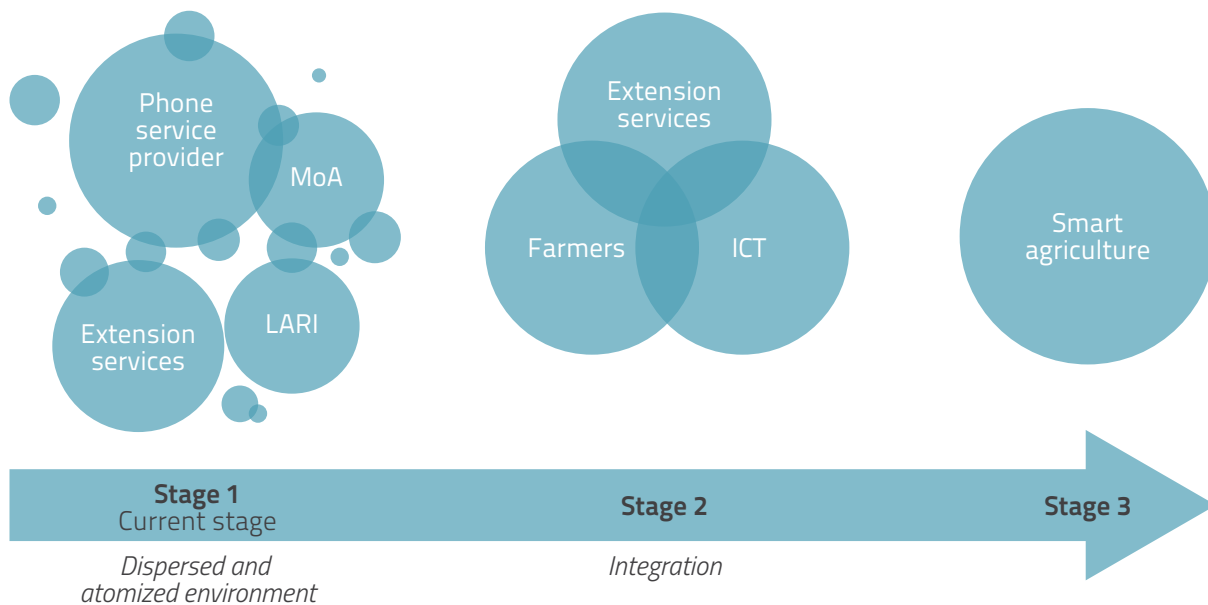 Phone
service
provider
MoA
Extension
services
LARI
Extension
services
Farmers
ICT
Smart
agriculture
Stage 1
Current stage
Stage 2
Stage 3
Dispersed and
atomized environment
Integration